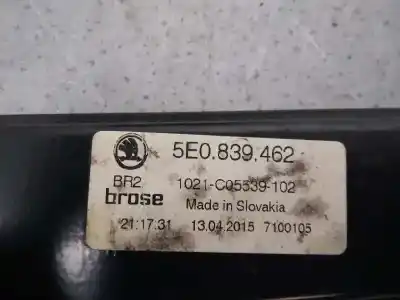 5E0.839.462
BR2 1021-C05539-102
brose Made in Slovakia
21:17.31 13.04.2015 7100105